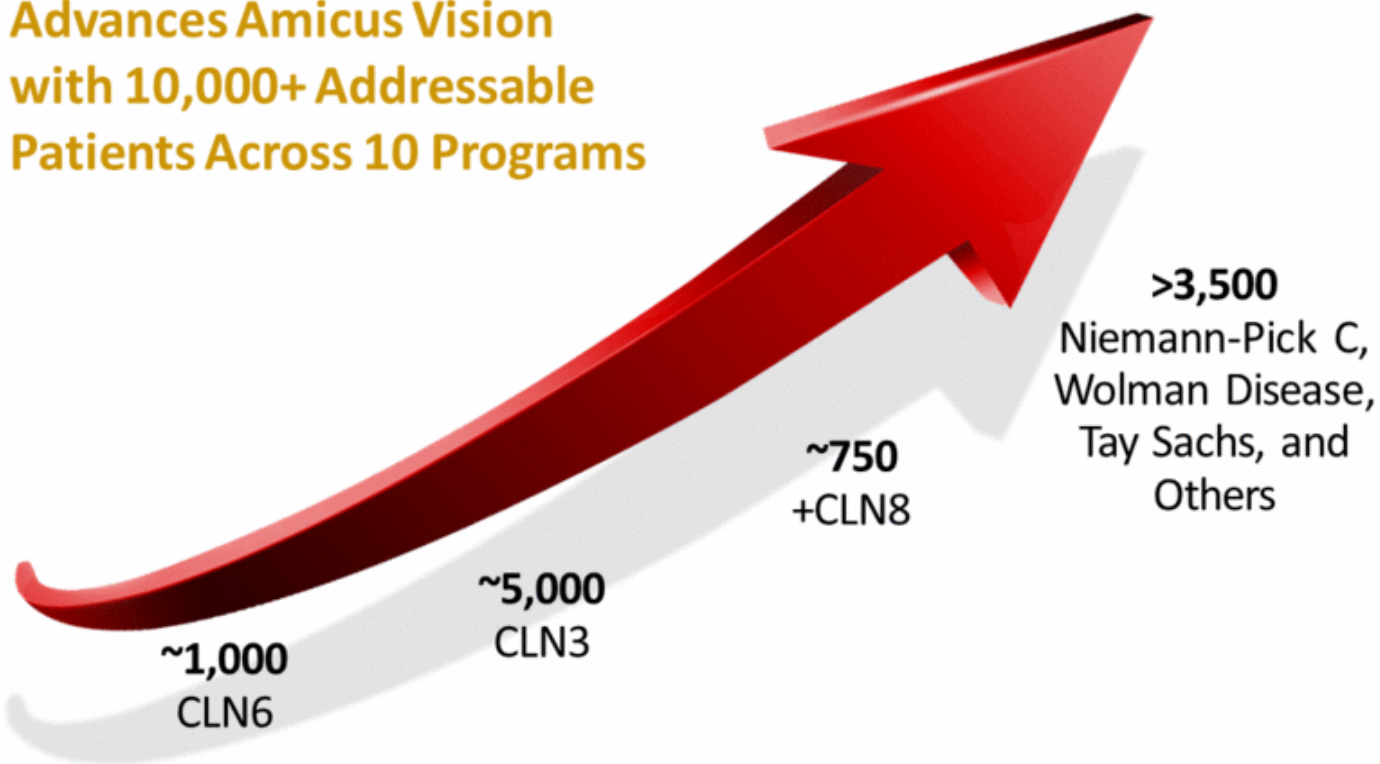 Advances Amicus Vision
with 10,000+ Addressable
Patients Across 10 Programs
>3,500
Niemann-Pick C,
Wolman Disease,
Tay Sachs, and
Others
~750
+CLN8
~5,000
CLN3
~1,000
CLN6